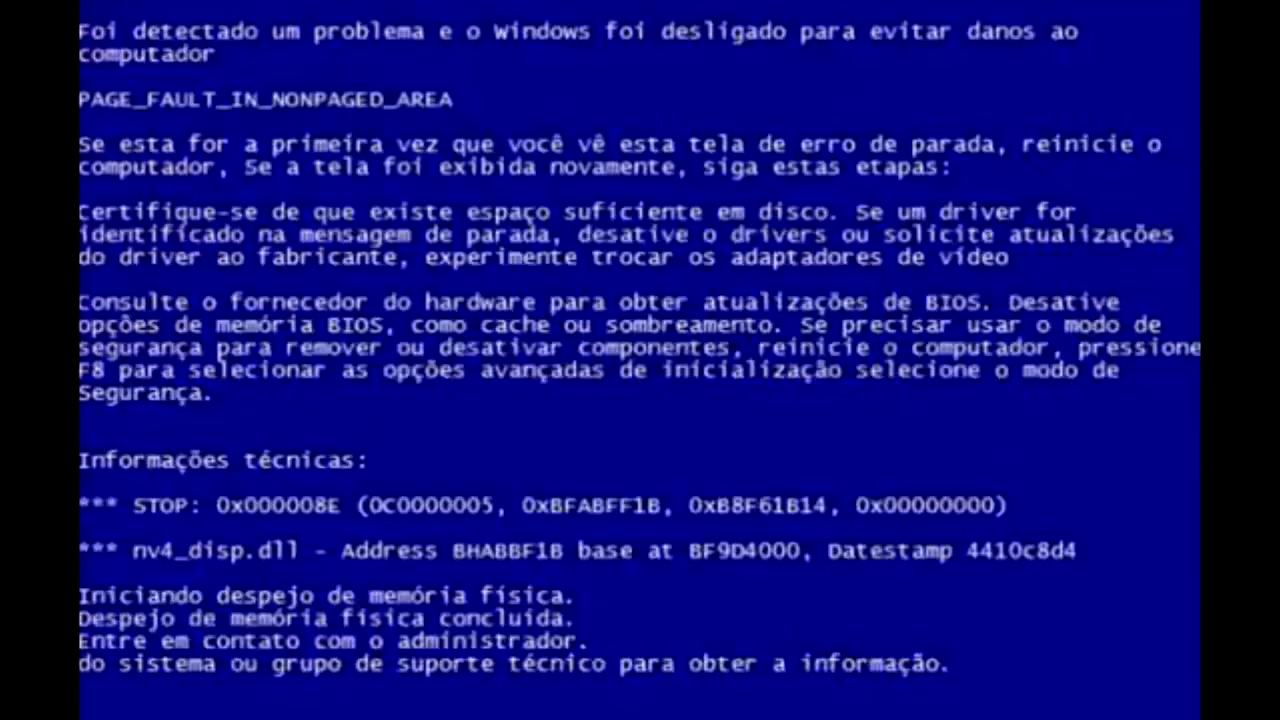 Foi detectado um problema e o Windows foi desligado para evitar danos ao
computador
PAGE_FAULT_IN_NONPAGED_AREA
Se esta for a primeira vez que você vê esta tela de erro de parada, reinicie o
computador, Se a tela foi exibida novamente, siga estas etapas:
Certifique-se de que existe espaço suficiente em disco. Se um driver for
identificado na mensagem de parada, desative o drivers ou solicite atualizações
do driver ao fabricante, experimente trocar os adaptadores de vídeo
Consulte o fornecedor do hardware para obter atualizações de BIOS. Desative
opções de memória BIOS, como cache ou sombreamento. Se precisar usar o modo de
segurança para remover ou desativar componentes, reinicie o computador, pressione
F8 para selecionar as opções avançadas de inicialização selecione o modo de
Segurança.
Informações técnicas:
*** STOP: 0x000008E (0C0000005, 0xBFABFF1B, 0xB8F61B14, 0x00000000)
*** nv4_disp.dll - Address BHABBF1B base at BF9D4000, Datestamp 4410c8d4
Iniciando despejo de memória física.
Despejo de memória física concluída.
Entre em contato com o administrador.
do sistema ou grupo de suporte técnico para obter a informação.